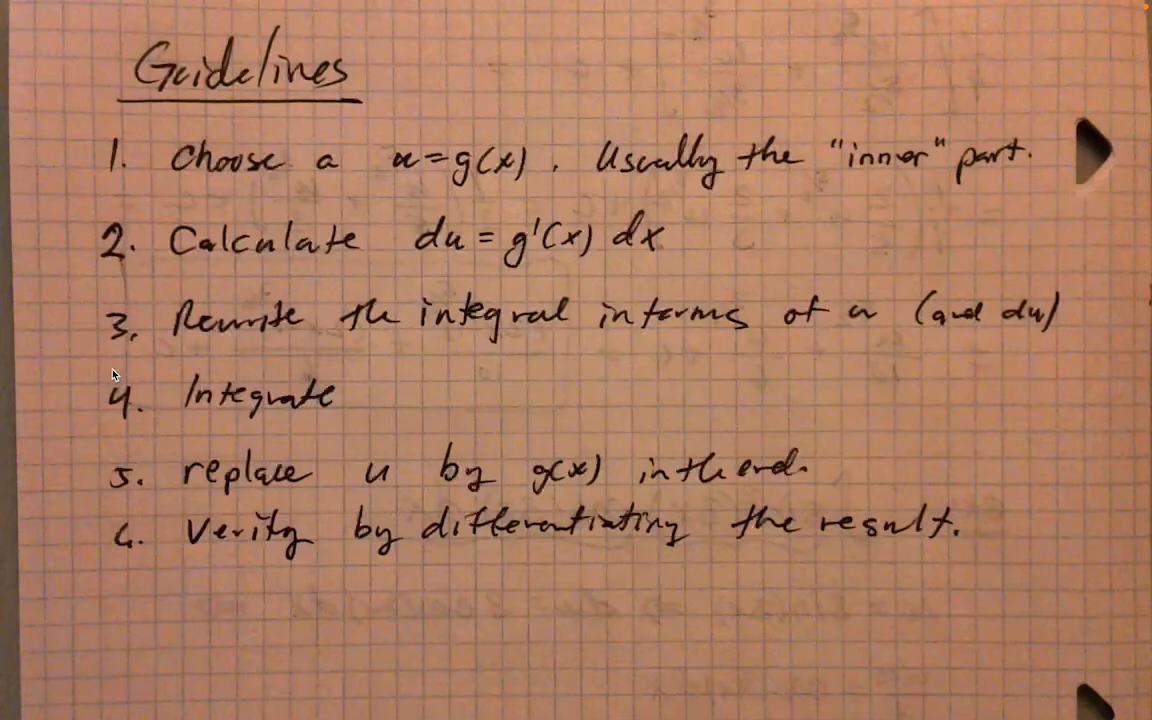 Guidelines
1. Choose a u=g(x). Usually the "inner" part.
2. Calculate du = g'(x) dx
3. Rewrite the integral in terms of u (and du)
4. Integrate
5. replace u by g(x) in the end.
6. Verify by differentiating the result.